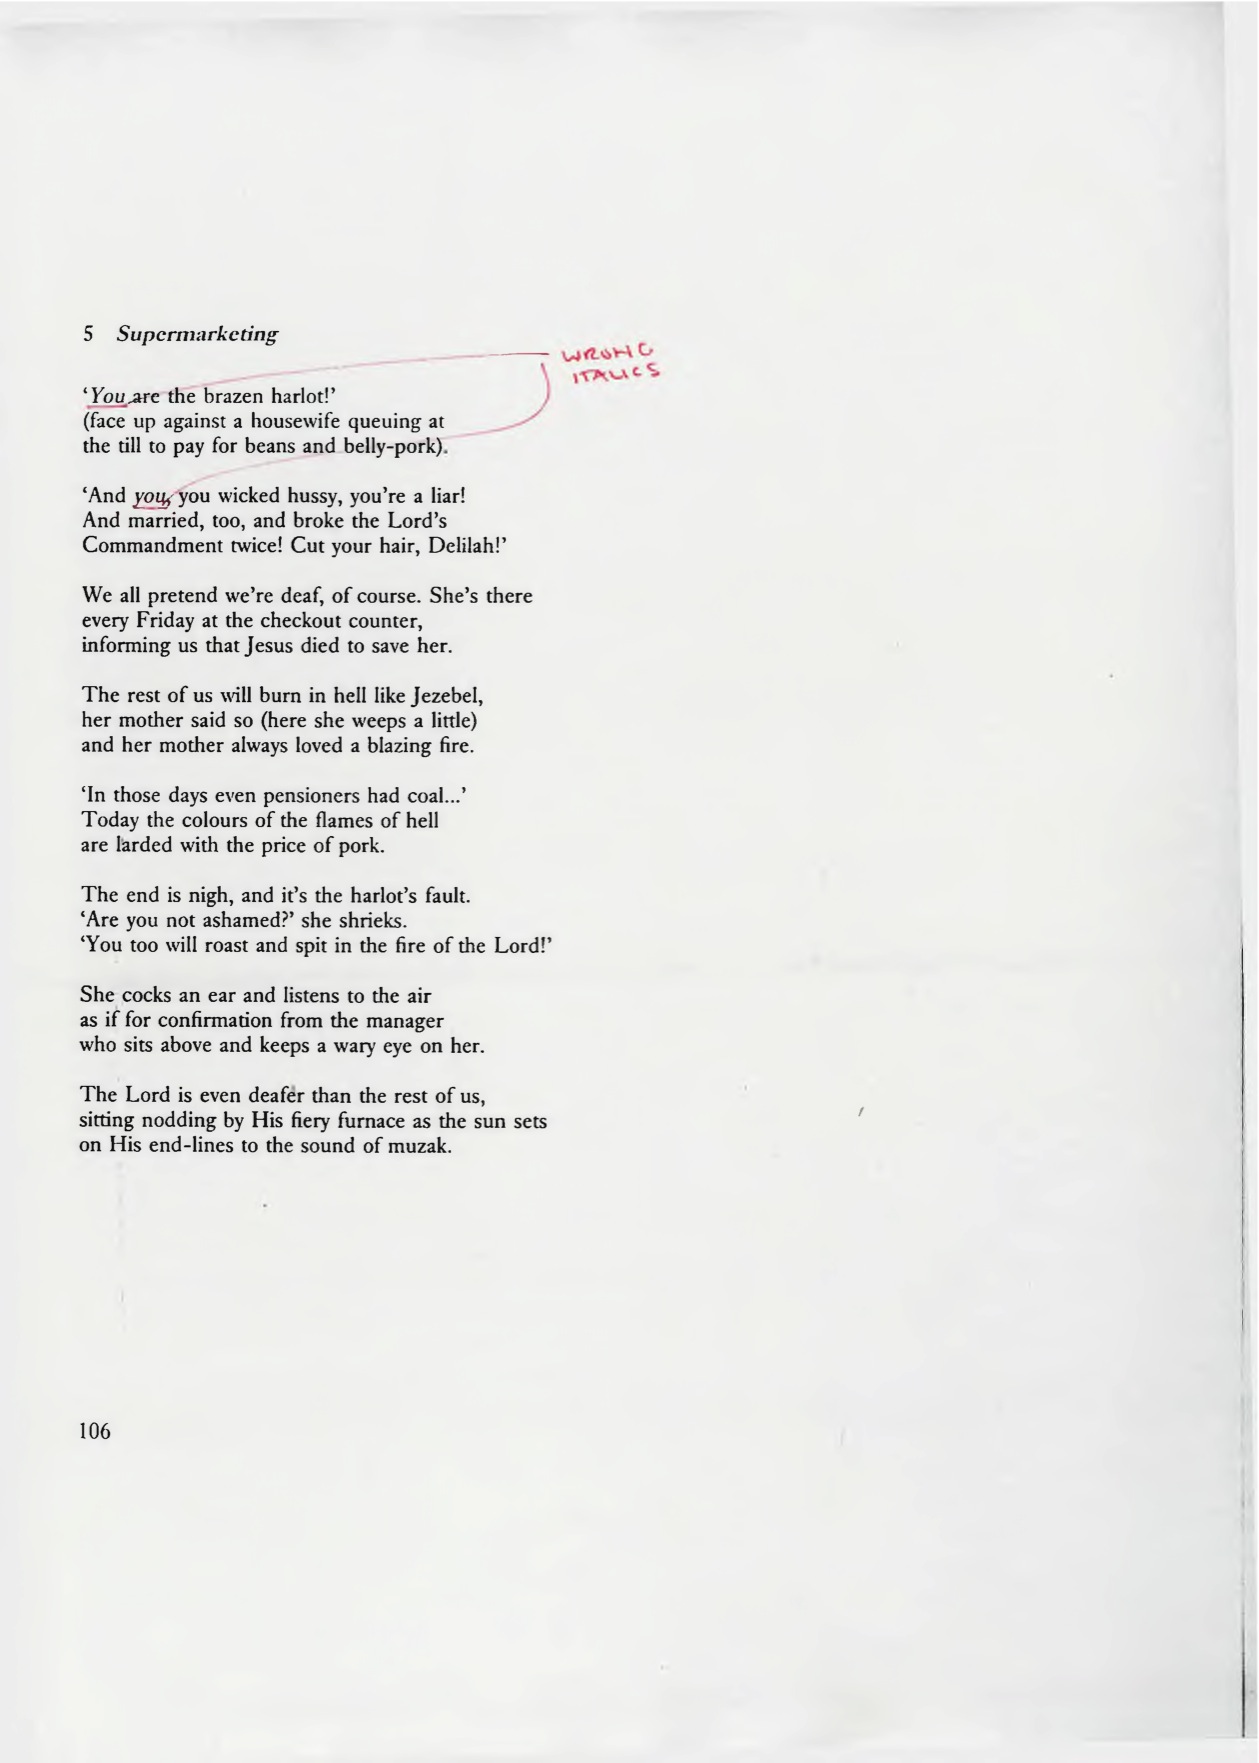 5 Supermarketing
WRONG
ITALICS
‘You are the brazen harlot!’
(face up against a housewife queuing at
the till to pay for beans and belly-pork).
‘And you, you wicked hussy, you’re a liar!
And married, too, and broke the Lord’s
Commandment twice! Cut your hair, Delilah!’
We all pretend we’re deaf, of course. She’s there
every Friday at the checkout counter,
informing us that Jesus died to save her.
The rest of us will burn in hell like Jezebel,
her mother said so (here she weeps a little)
and her mother always loved a blazing fire.
‘In those days even pensioners had coal...’
Today the colours of the flames of hell
are larded with the price of pork.
The end is nigh, and it’s the harlot’s fault.
‘Are you not ashamed?’ she shrieks.
‘You too will roast and spit in the fire of the Lord!’
She cocks an ear and listens to the air
as if for confirmation from the manager
who sits above and keeps a wary eye on her.
The Lord is even deafer than the rest of us,
sitting nodding by His fiery furnace as the sun sets
on His end-lines to the sound of muzak.
106